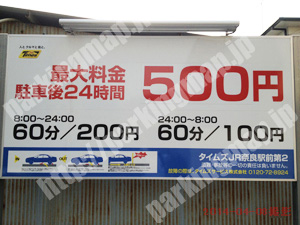 Times
最大料金
駐車後24時間
500円
8:00~24:00
60分/200円
24:00~8:00
60分/100円
タイムズJR奈良駅前第2
0120-72-8924